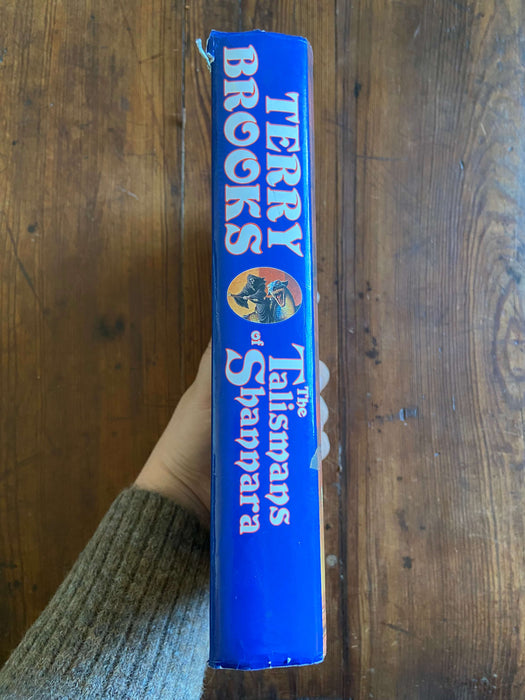 TERRY
BROOKS
The
Talismans
of
Shannara